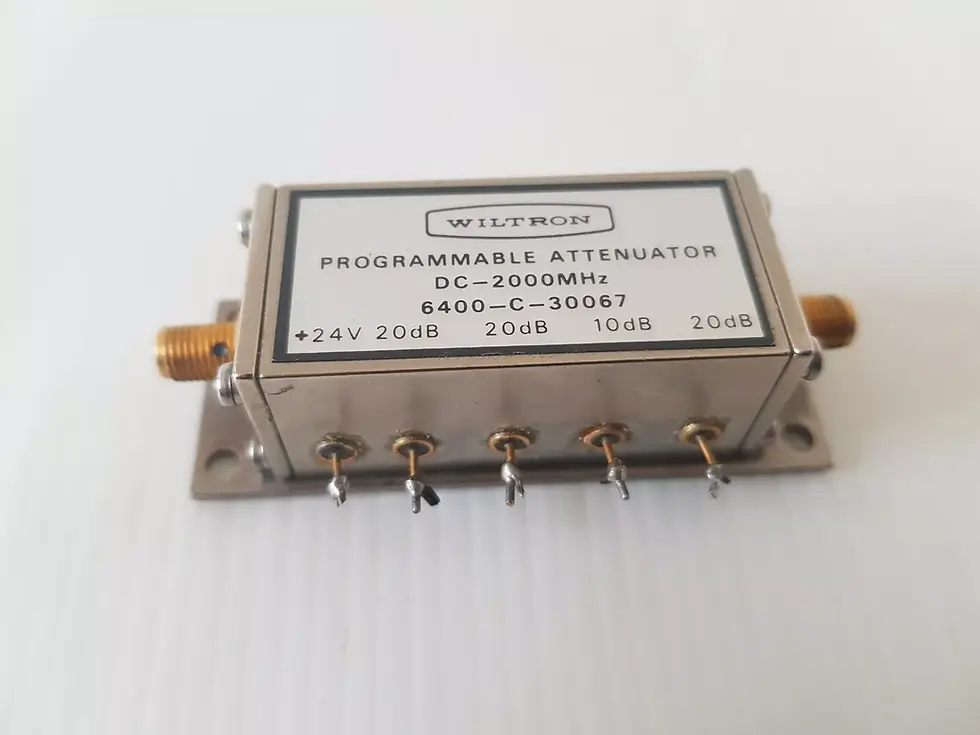 WILTRON
PROGRAMMABLE ATTENUATOR
DC-2000MHz
6400-C-30067
+24V 20dB 20dB 10dB 20dB